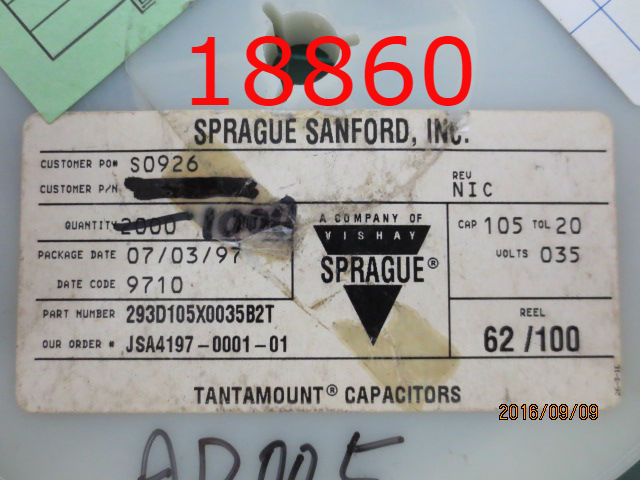 18860
SPRAGUE SANFORD, INC.
CUSTOMER PO# S0926
CUSTOMER P/N
REV
NIC
QUANTITY 2000
A COMPANY OF
VISHAY
SPRAGUE®
CAP 105 TOL 20
VOLTS 035
PACKAGE DATE 07/03/97
DATE CODE 9710
PART NUMBER 293D105X0035B2T
OUR ORDER # JSA4197-0001-01
REEL
62 /100
TANTAMOUNT® CAPACITORS
2016/09/09